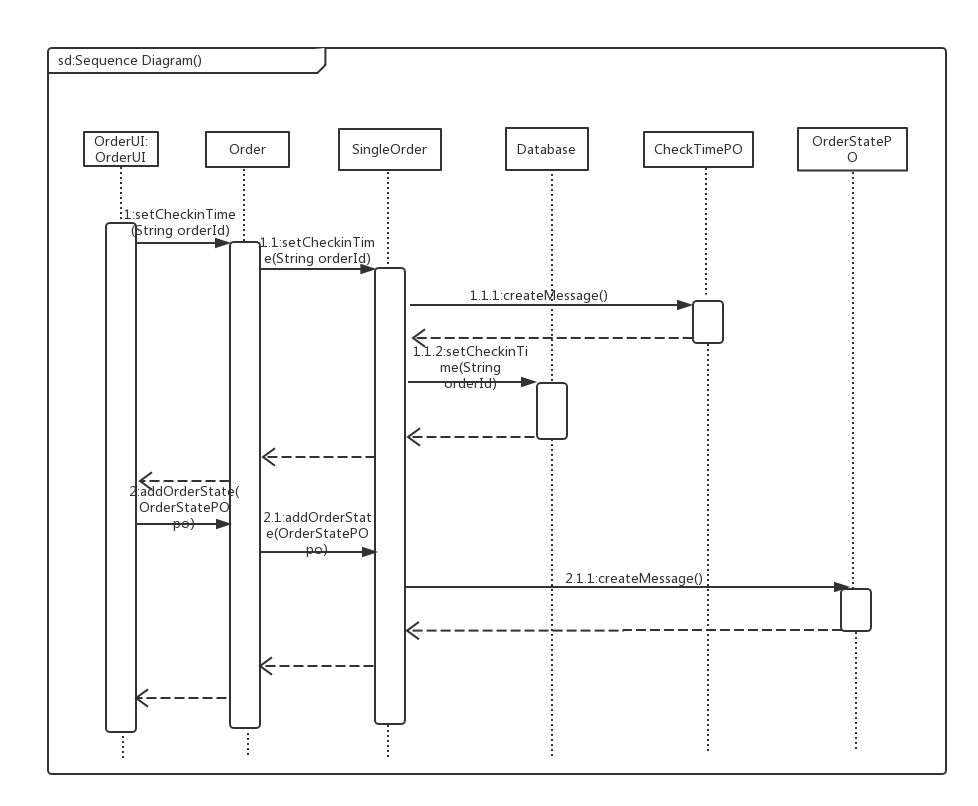 sd:Sequence Diagram()
OrderUI:
OrderUI
Order
SingleOrder
Database
CheckTimePO
OrderStateP
O
1:setCheckinTime
(String orderId)
1.1:setCheckinTim
e(String orderId)
1.1.1:createMessage()
1.1.2:setCheckinTi
me(String
orderId)
2:addOrderState(
OrderStatePO
po)
2.1:addOrderStat
e(OrderStatePO
po)
2.1.1:createMessage()